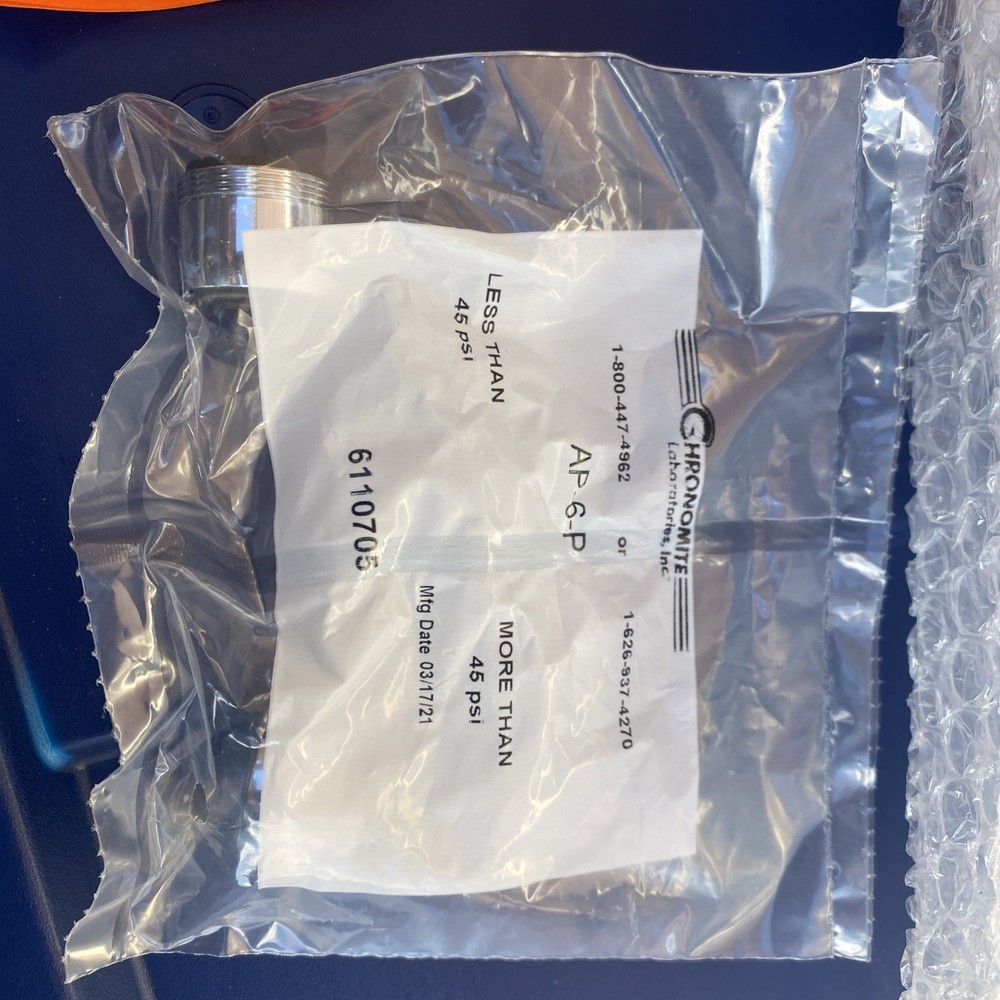 CHRONOMITE
Laboratories, Inc.
1-800-447-4962 or 1-626-937-4270
AP-6-P
LESS THAN
45 psi
MORE THAN
45 psi
Mfg Date 03/17/21
6110705